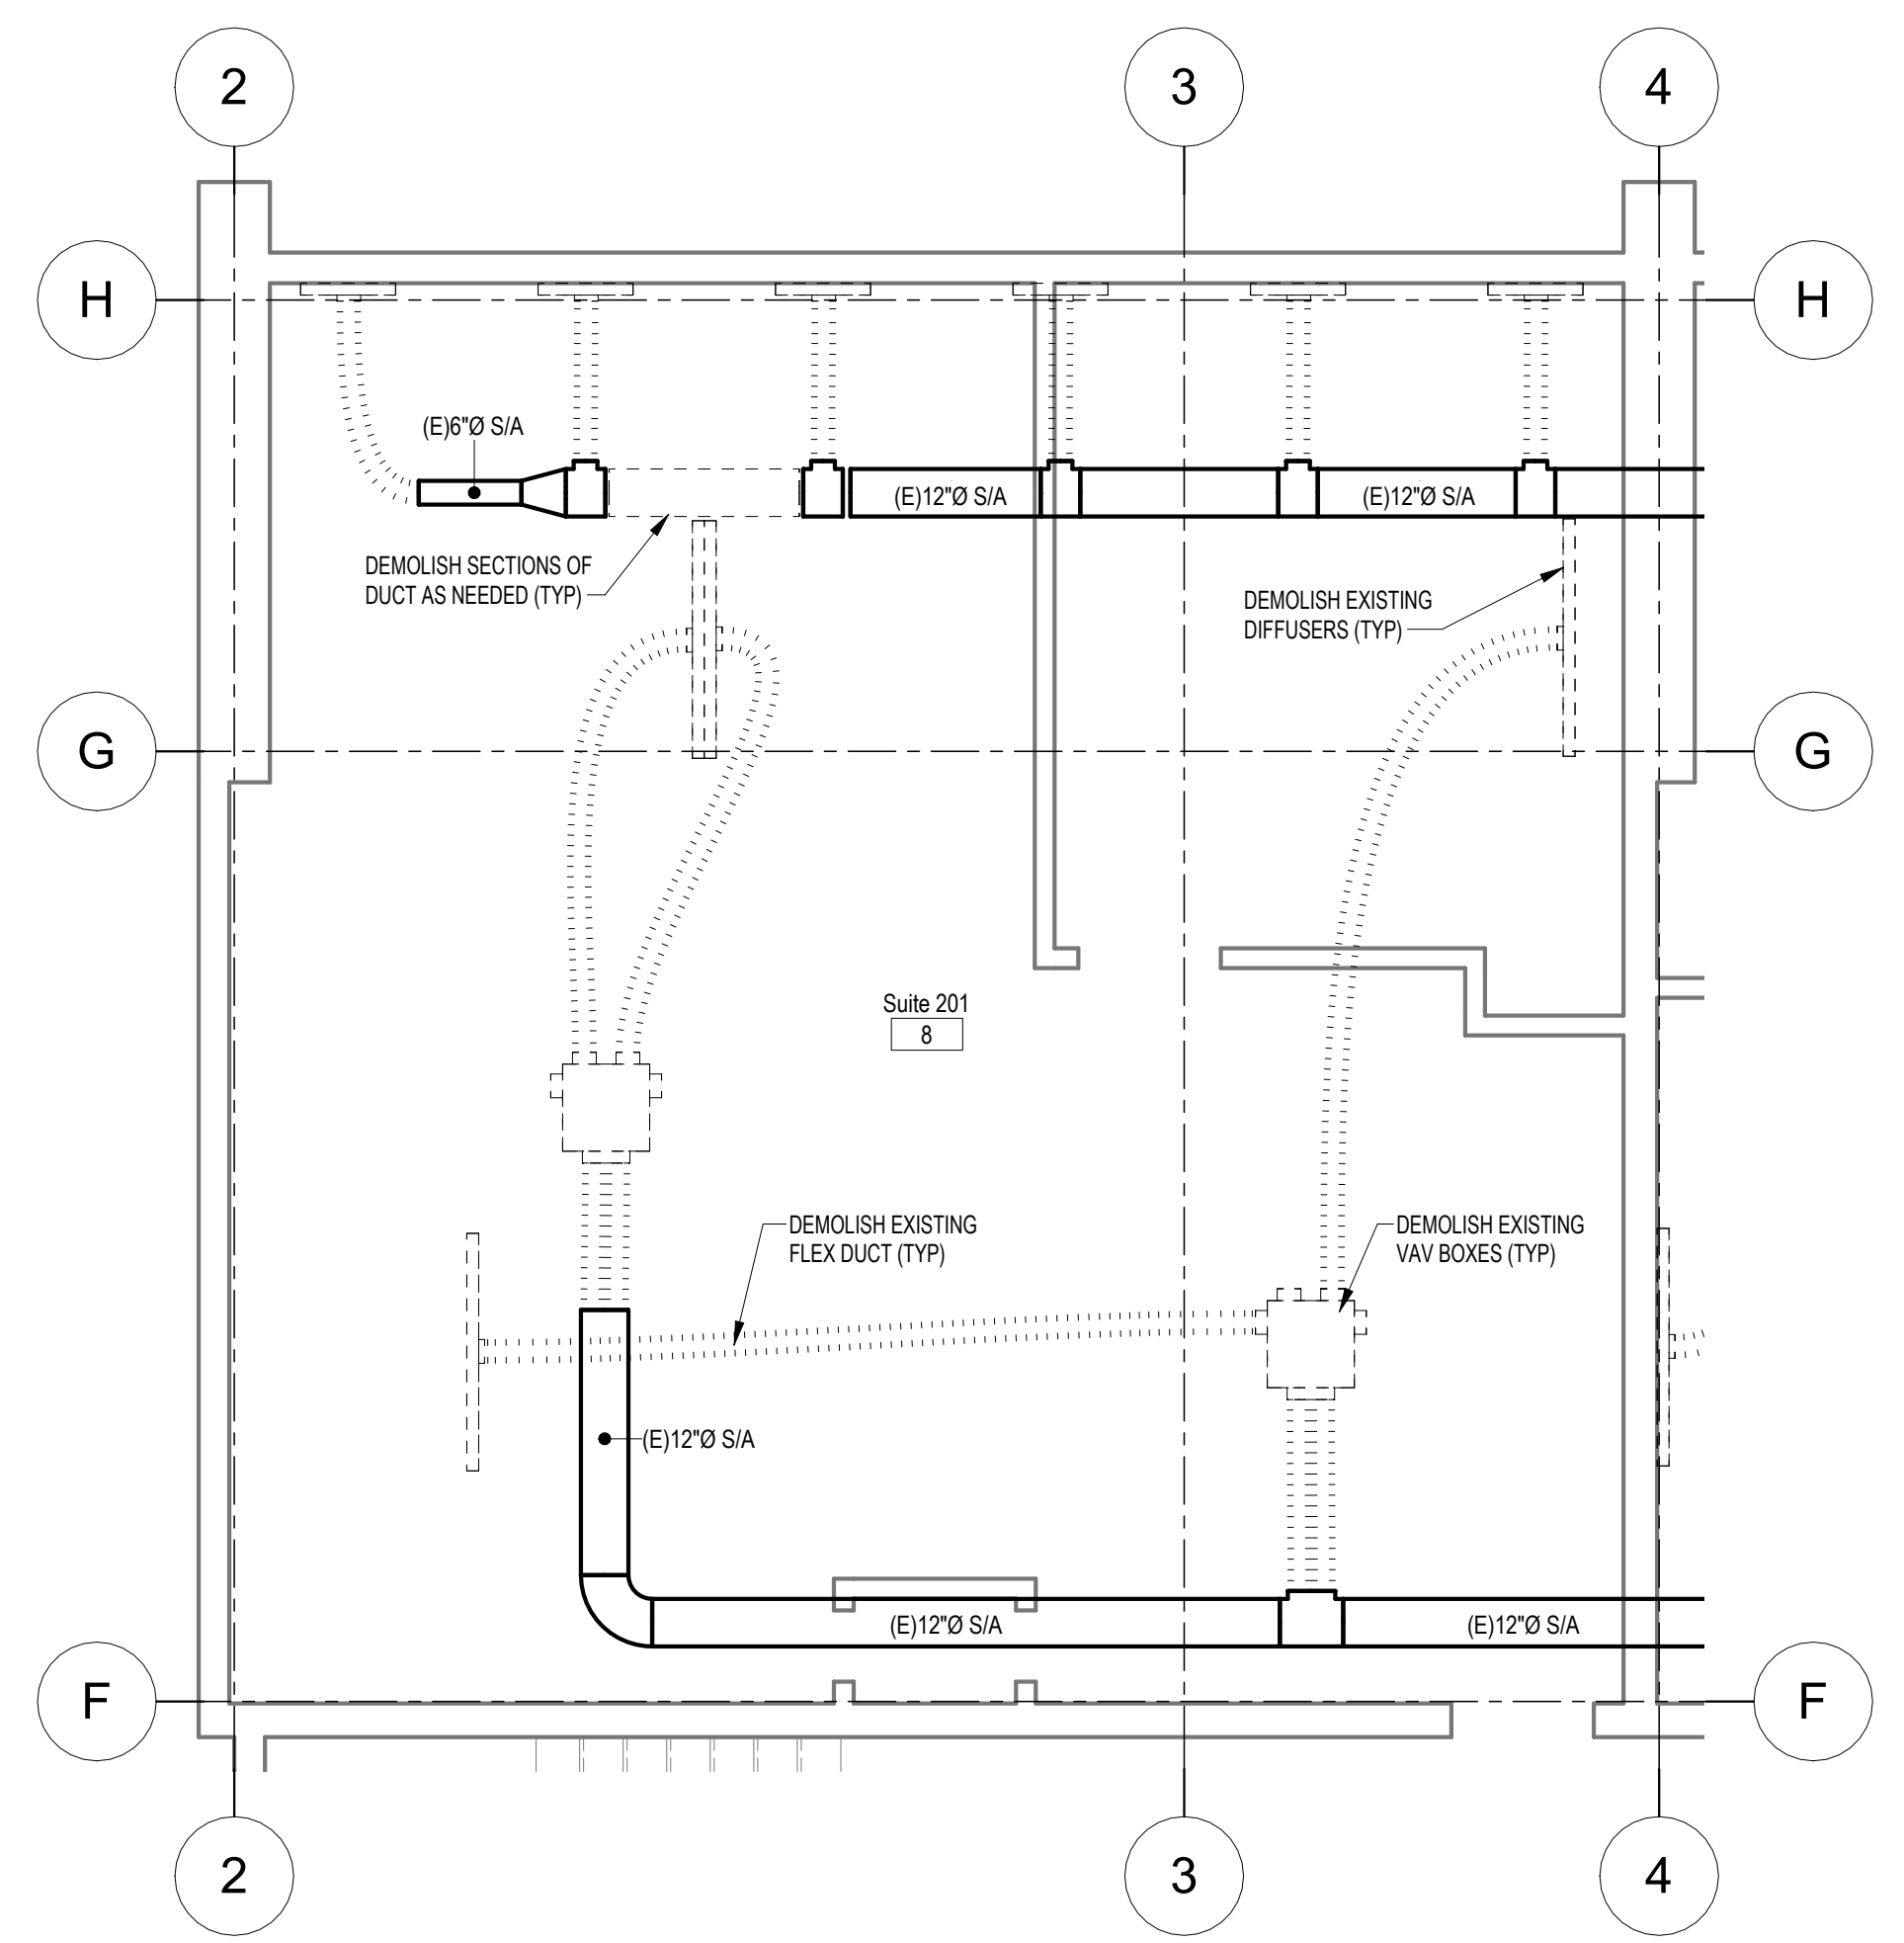 2
3
4
H
H
(E)6"Ø S/A
(E)12"Ø S/A
(E)12"Ø S/A
DEMOLISH SECTIONS OF
DUCT AS NEEDED (TYP)
DEMOLISH EXISTING
DIFFUSERS (TYP)
G
G
Suite 201
8
DEMOLISH EXISTING
FLEX DUCT (TYP)
DEMOLISH EXISTING
VAV BOXES (TYP)
(E)12"Ø S/A
(E)12"Ø S/A
(E)12"Ø S/A
F
F
2
3
4